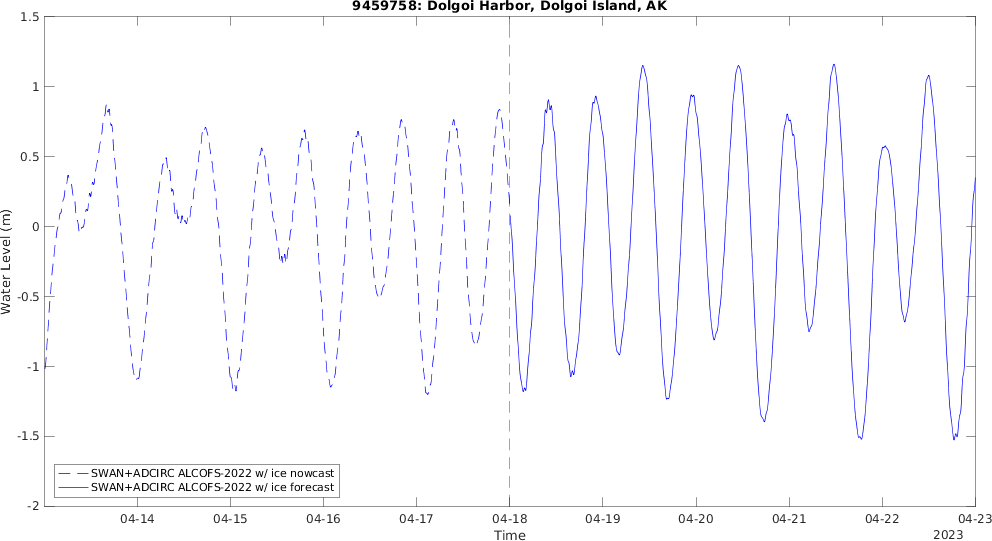 9459758: Dolgoi Harbor, Dolgoi Island, AK
1.5
1
0.5
0
-0.5
-1
-1.5
-2
Water Level (m)
SWAN+ADCIRC ALCOFS-2022 w/ ice nowcast
SWAN+ADCIRC ALCOFS-2022 w/ ice forecast
04-14 04-15 04-16 04-17 04-18 04-19 04-20 04-21 04-22 04-23
Time
2023